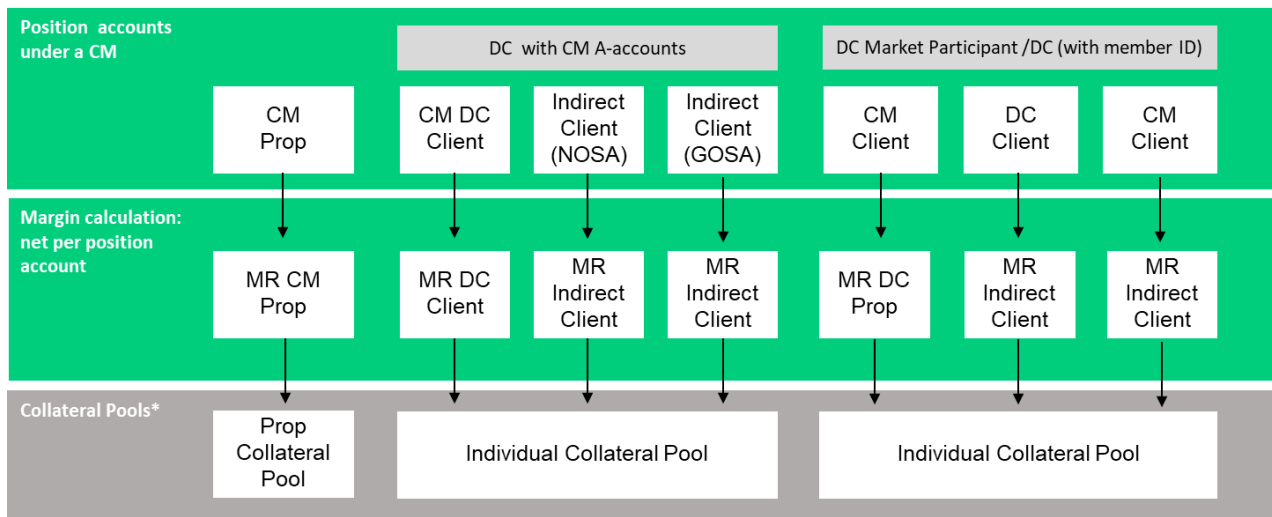 Position accounts
under a CM
DC with CM A-accounts
DC Market Participant /DC (with member ID)
CM
Prop
CM DC
Client
Indirect
Client
(NOSA)
Indirect
Client
(GOSA)
CM
Client
DC
Client
CM
Client
Margin calculation:
net per position
account
MR CM
Prop
MR DC
Client
MR
Indirect
Client
MR
Indirect
Client
MR DC
Prop
MR
Indirect
Client
MR
Indirect
Client
Collateral Pools*
Prop
Collateral
Pool
Individual Collateral Pool
Individual Collateral Pool